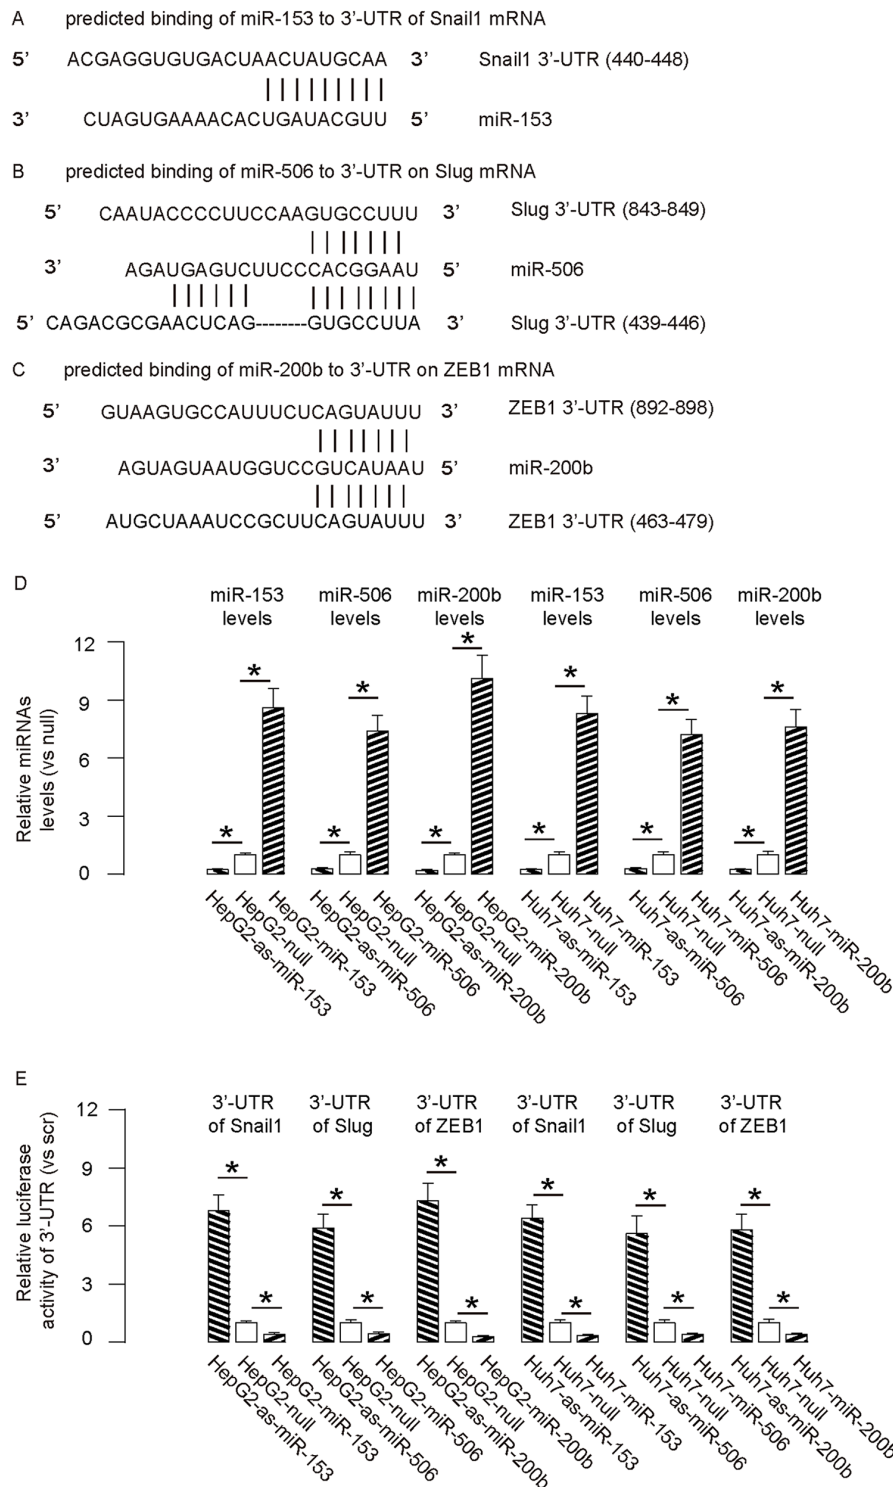 A predicted binding of miR-153 to 3’-UTR of Snail1 mRNA
5’ ACGAGGUGUGACUAACUAUGCAA 3’ Snail1 3’-UTR (440-448)
3’ CUAGUGAAAACACUGAUACGUU 5’ miR-153
B predicted binding of miR-506 to 3’-UTR on Slug mRNA
5’ CAAUACCCCUUCCAAGUGCCUUU 3’ Slug 3’-UTR (843-849)
3’ AGAUGAGUCUUCCCACGGAAU 5’ miR-506
5’ CAGACGCGAACUCAG--------GUGCCUUA 3’ Slug 3’-UTR (439-446)
C predicted binding of miR-200b to 3’-UTR on ZEB1 mRNA
5’ GUAAGUGCCAUUUCUCAGUAUUU 3’ ZEB1 3’-UTR (892-898)
3’ AGUAGUAAUGGUCCGUCAUAAU 5’ miR-200b
5’ AUGCUAAAUCCGCUUCAGUAUUU 3’ ZEB1 3’-UTR (463-479)
D
miR-153 miR-506 miR-200b miR-153 miR-506 miR-200b
levels levels levels levels levels levels
Relative miRNAs
levels (vs null)
12
9
6
3
0
* * * * * *
* * * * * *
HepG2-as-miR-153
HepG2-null
HepG2-miR-153
HepG2-as-miR-506
HepG2-null
HepG2-miR-506
HepG2-as-miR-200b
HepG2-null
HepG2-miR-200b
Huh7-as-miR-153
Huh7-null
Huh7-miR-153
Huh7-as-miR-506
Huh7-null
Huh7-miR-506
Huh7-as-miR-200b
Huh7-null
Huh7-miR-200b
E
3’-UTR 3’-UTR 3’-UTR 3’-UTR 3’-UTR 3’-UTR
of Snail1 of Slug of ZEB1 of Snail1 of Slug of ZEB1
Relative luciferase
activity of 3’-UTR (vs scr)
12
9
6
3
0
* * * * * *
* * * * * *
HepG2-as-miR-153
HepG2-null
HepG2-miR-153
HepG2-as-miR-506
HepG2-null
HepG2-miR-506
HepG2-as-miR-200b
HepG2-null
HepG2-miR-200b
Huh7-as-miR-153
Huh7-null
Huh7-miR-153
Huh7-as-miR-506
Huh7-null
Huh7-miR-506
Huh7-as-miR-200b
Huh7-null
Huh7-miR-200b